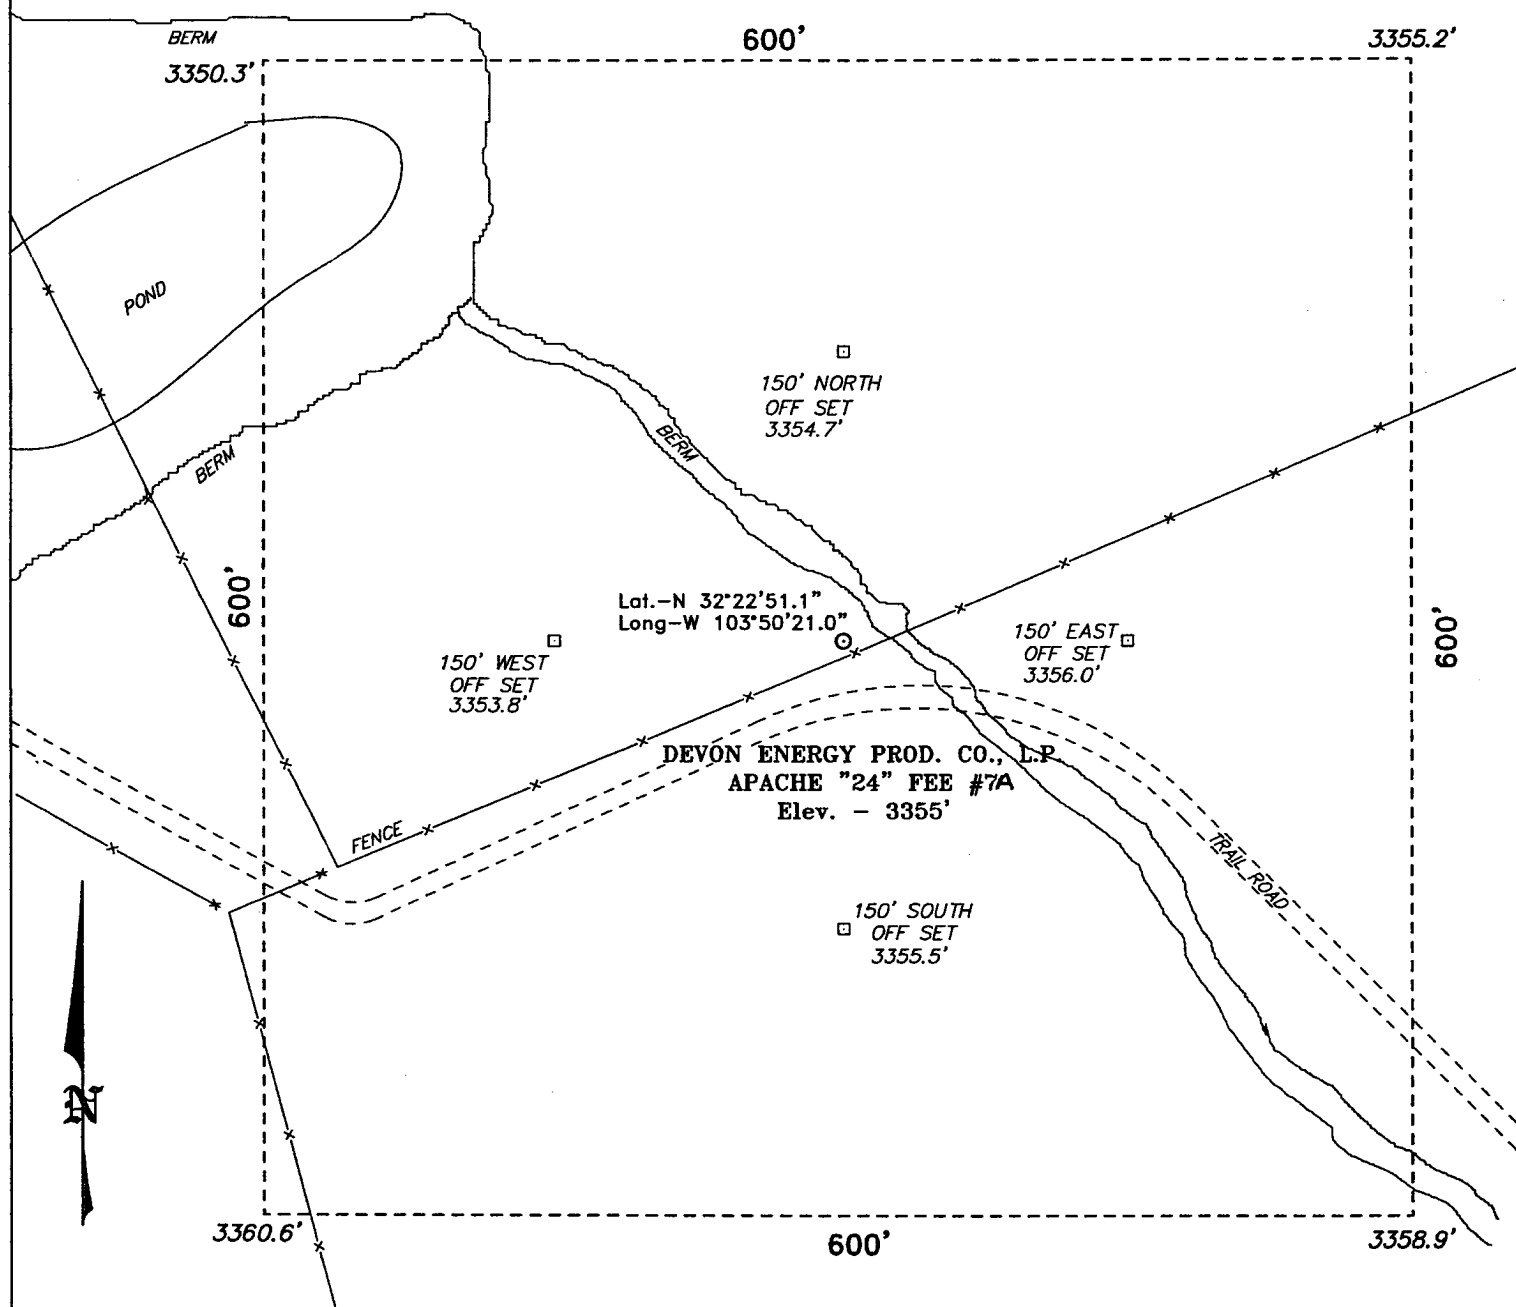 BERM
600'
3355.2'
3350.3'
POND
150' NORTH
OFF SET
3354.7'
BERM
BERM
600'
Lat.-N 32°22'51.1"
Long-W 103°50'21.0"
150' WEST
OFF SET
3353.8'
150' EAST
OFF SET
3356.0'
600'
DEVON ENERGY PROD. CO., L.P.
APACHE "24" FEE #7A
Elev. - 3355'
FENCE
TRAIL ROAD
150' SOUTH
OFF SET
3355.5'
N
3360.6'
600'
3358.9'